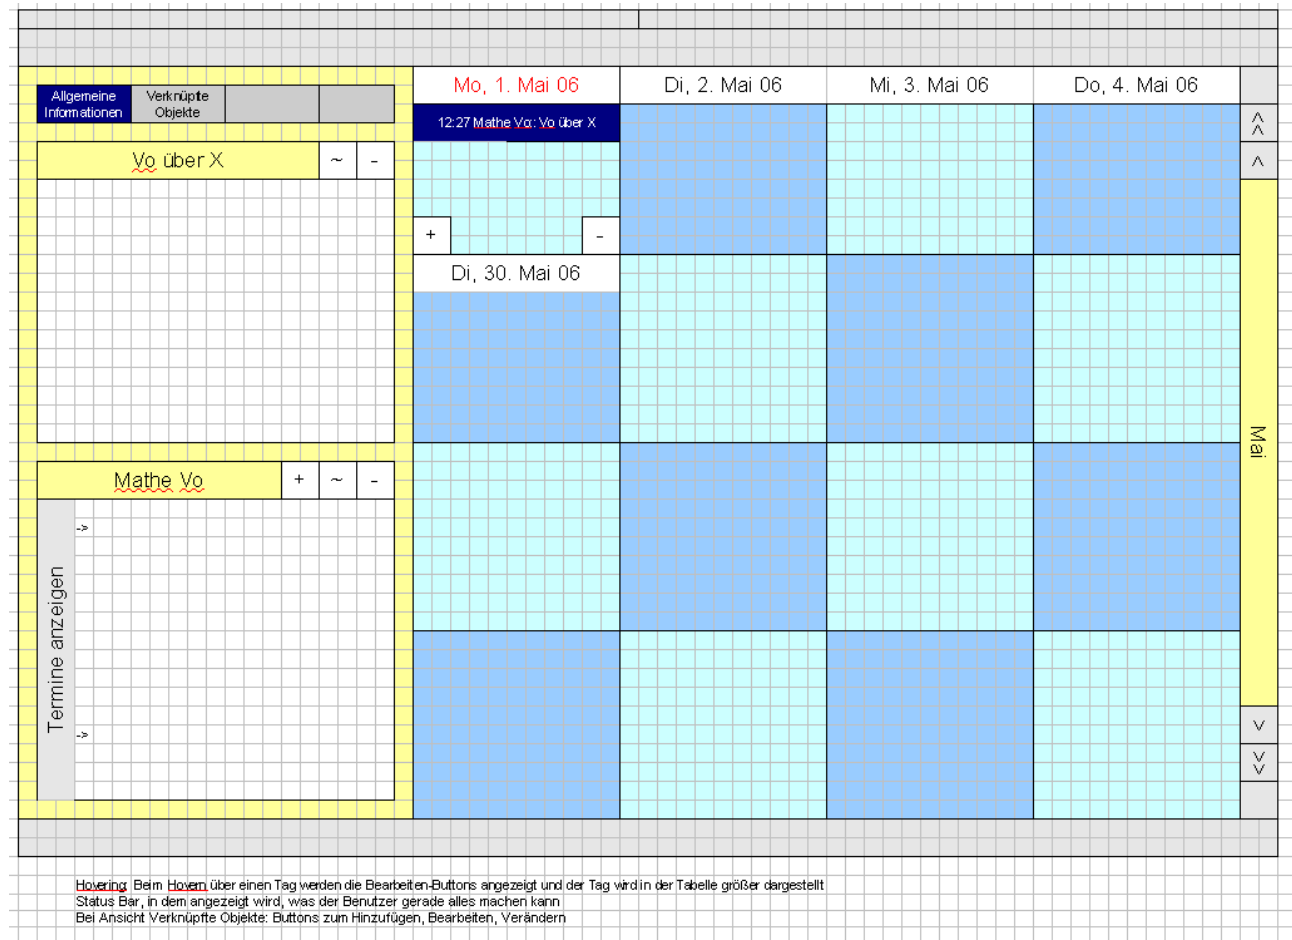 Mo, 1. Mai 06
Di, 2. Mai 06
Mi, 3. Mai 06
Do, 4. Mai 06
Allgemeine
Informationen
Verknüpfte
Objekte
12:27 Mathe Vo: Vo über X
<<
<
Vo über X
~
-
+
-
Di, 30. Mai 06
Mai
Mathe Vo
+
~
-
Termine anzeigen
->
->
>
>>
Hovering: Beim Hovern über einen Tag werden die Bearbeiten-Buttons angezeigt und der Tag wird in der Tabelle größer dargestellt
Status Bar, in dem angezeigt wird, was der Benutzer gerade alles machen kann
Bei Ansicht Verknüpfte Objekte: Buttons zum Hinzufügen, Bearbeiten, Verändern